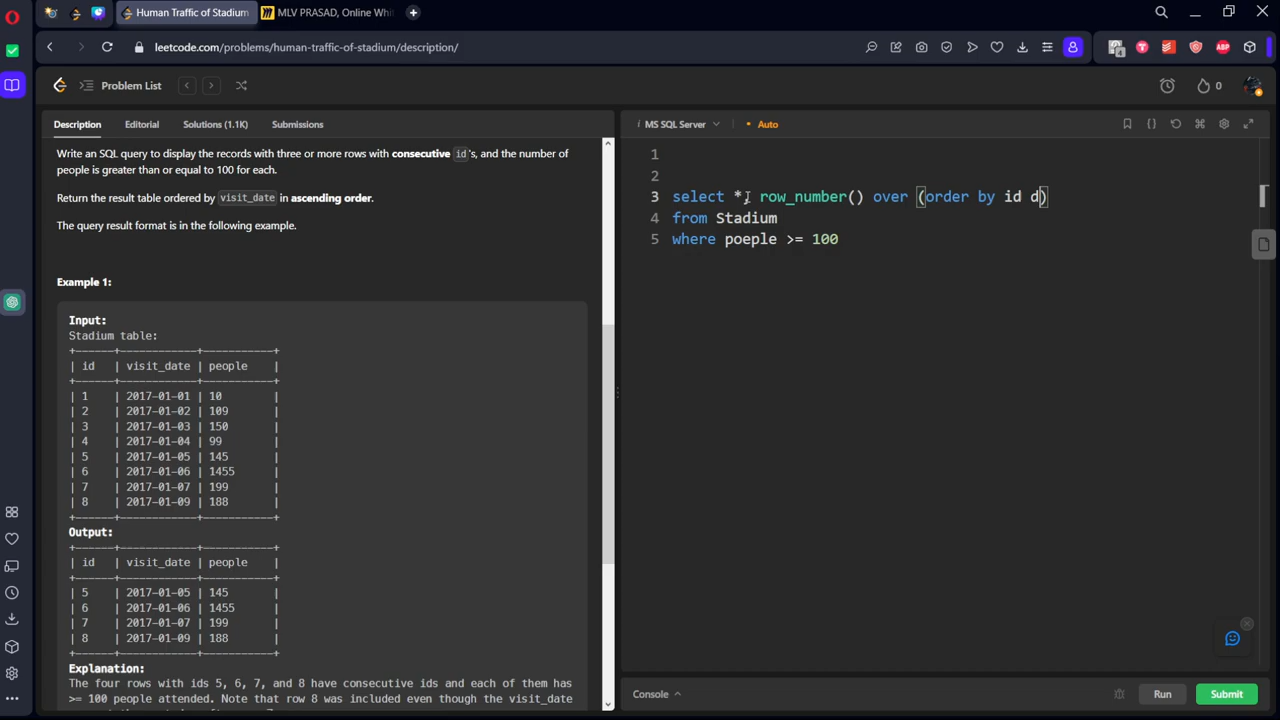 Human Traffic of Stadium
MLV PRASAD, Online Whi
leetcode.com/problems/human-traffic-of-stadium/description/
4
ABP
Problem List
0
Description
Editorial
Solutions (1.1K)
Submissions
Write an SQL query to display the records with three or more rows with consecutive id's, and the number of
people is greater than or equal to 100 for each.
Return the result table ordered by visit_date in ascending order.
The query result format is in the following example.
Example 1:
Input:
Stadium table:
+------+------------+-----------+
| id   | visit_date | people    |
+------+------------+-----------+
| 1    | 2017-01-01 | 10        |
| 2    | 2017-01-02 | 109       |
| 3    | 2017-01-03 | 150       |
| 4    | 2017-01-04 | 99        |
| 5    | 2017-01-05 | 145       |
| 6    | 2017-01-06 | 1455      |
| 7    | 2017-01-07 | 199       |
| 8    | 2017-01-09 | 188       |
+------+------------+-----------+
Output:
+------+------------+-----------+
| id   | visit_date | people    |
+------+------------+-----------+
| 5    | 2017-01-05 | 145       |
| 6    | 2017-01-06 | 1455      |
| 7    | 2017-01-07 | 199       |
| 8    | 2017-01-09 | 188       |
+------+------------+-----------+
Explanation:
The four rows with ids 5, 6, 7, and 8 have consecutive ids and each of them has
>= 100 people attended. Note that row 8 was included even though the visit_date
i MS SQL Server
• Auto
1
2
3 select *, row_number() over (order by id d)
4 from Stadium
5 where poeple >= 100
Console
Run
Submit